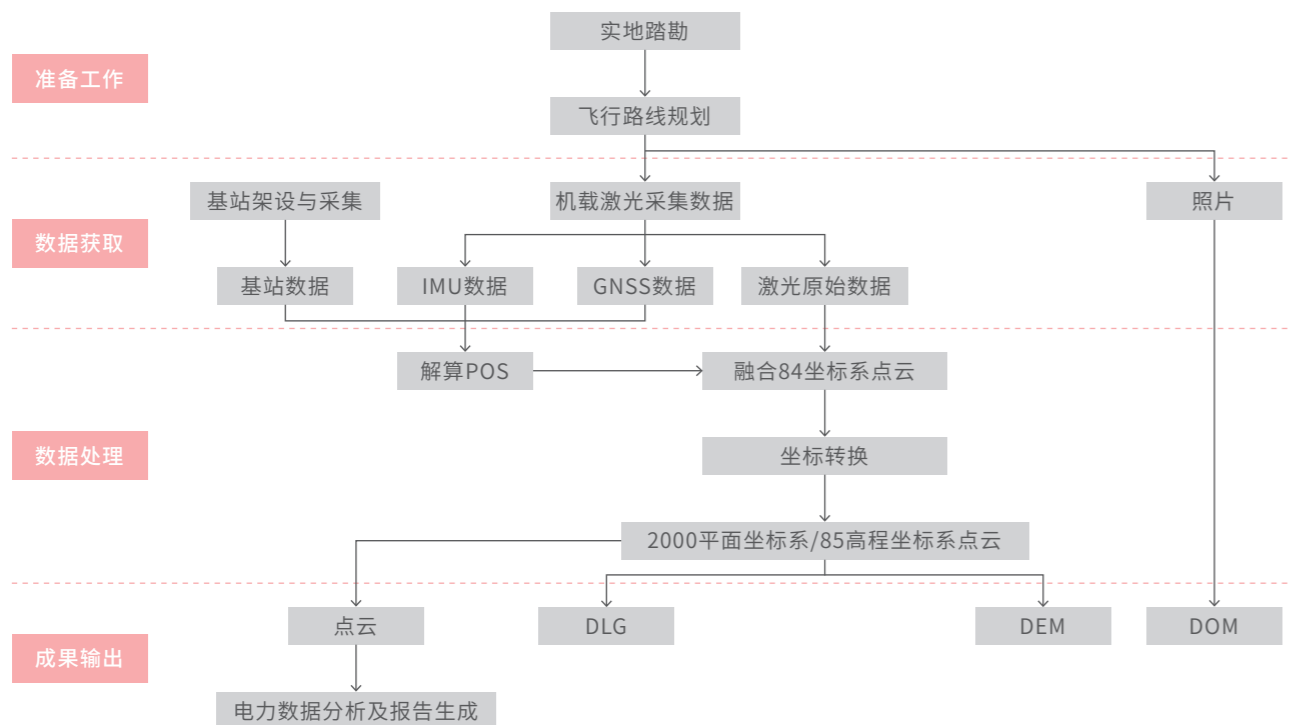 实地踏勘
准备工作
飞行路线规划
基站架设与采集
机载激光采集数据
照片
数据获取
基站数据
IMU数据
GNSS数据
激光原始数据
解算POS
融合84坐标系点云
数据处理
坐标转换
2000平面坐标系/85高程坐标系点云
点云
DLG
DEM
DOM
成果输出
电力数据分析及报告生成